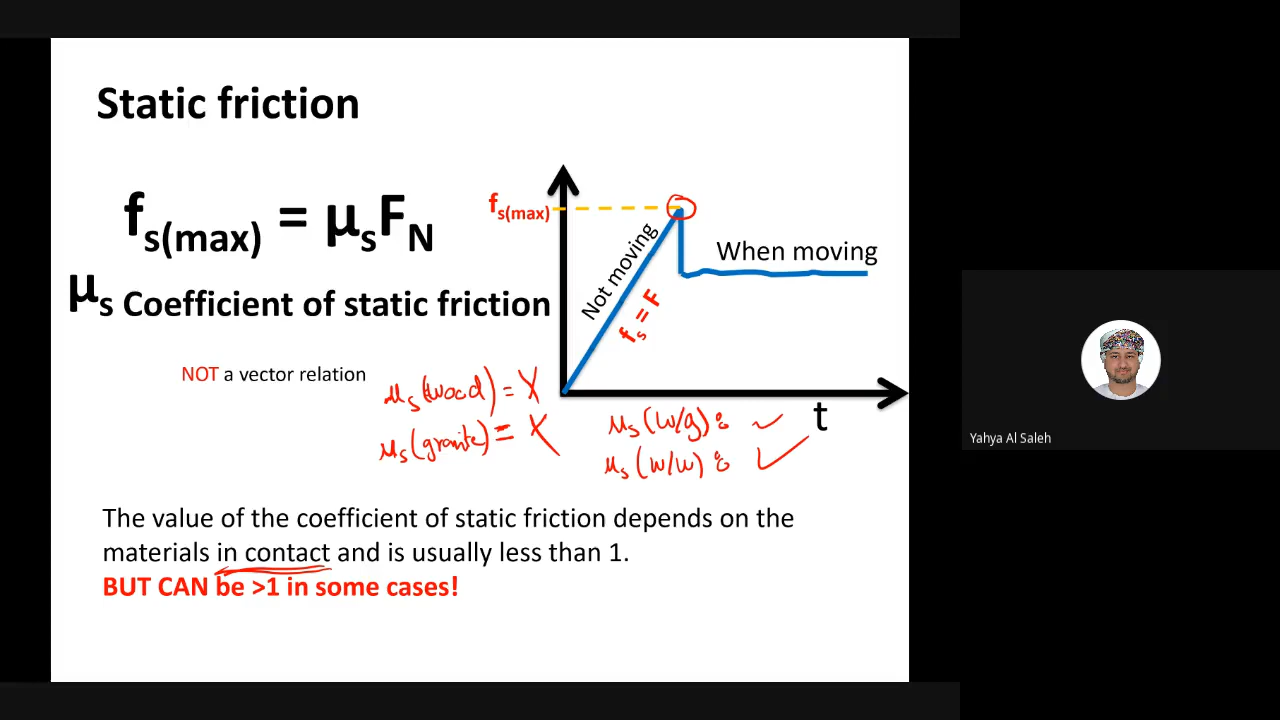 Static friction
fs(max) = μsFN
μs Coefficient of static friction
NOT a vector relation
fs(max)
Not moving
fs = F
When moving
t
μs(wood) = X
μs(granite) = X
μs(w/g) : ✓
μs(w/w) : ✓
The value of the coefficient of static friction depends on the
materials in contact and is usually less than 1.
BUT CAN be >1 in some cases!
Yahya Al Saleh